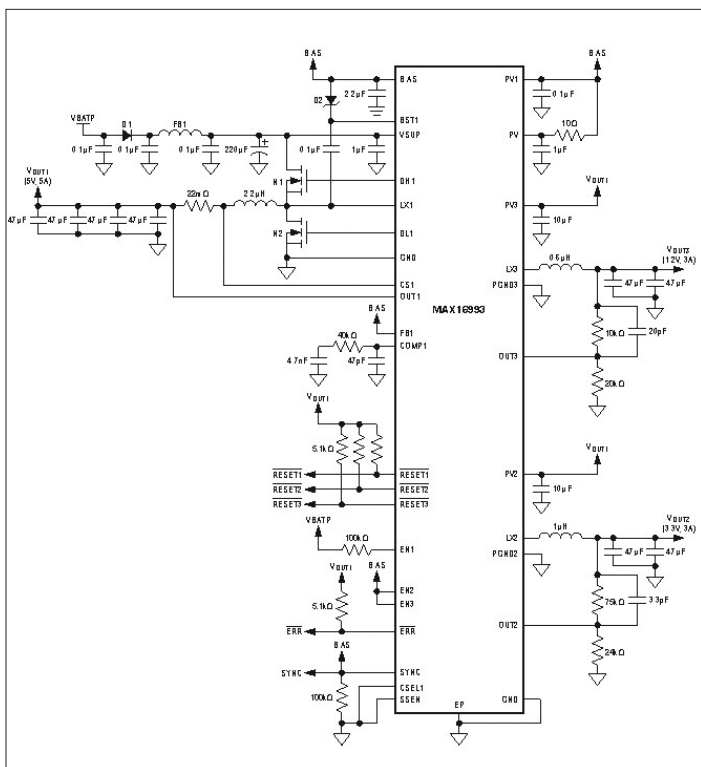 BIAS
BIAS
BIAS
PV1
D2
2.2µF
0.1µF
BST1
VBATP
D1
FB1
VSUP
PV
10Ω
0.1µF
0.1µF
0.1µF
220µF
+
0.1µF
1µF
1µF
VOUT1
(5V, 5A)
N1
DH1
VOUT1
22mΩ
2.2µH
LX1
PV3
47µF
47µF
47µF
47µF
10µF
N2
DL1
GND
VOUT3
(1.2V, 3A)
0.6µH
LX3
CS1
PGND3
47µF
47µF
OUT1
MAX16993
BIAS
FB1
10kΩ
20pF
40kΩ
COMP1
OUT3
4.7nF
47pF
20kΩ
VOUT1
5.1kΩ
VOUT1
RESET1
RESET1
PV2
RESET2
RESET2
RESET3
RESET3
10µF
VBATP
VOUT2
(3.3V, 3A)
100kΩ
1µH
LX2
EN1
PGND2
47µF
47µF
VOUT1
BIAS
EN2
EN3
75kΩ
3.3pF
5.1kΩ
ERR
ERR
OUT2
BIAS
24kΩ
SYNC
SYNC
CSEL1
GND
100kΩ
SSEN
EP